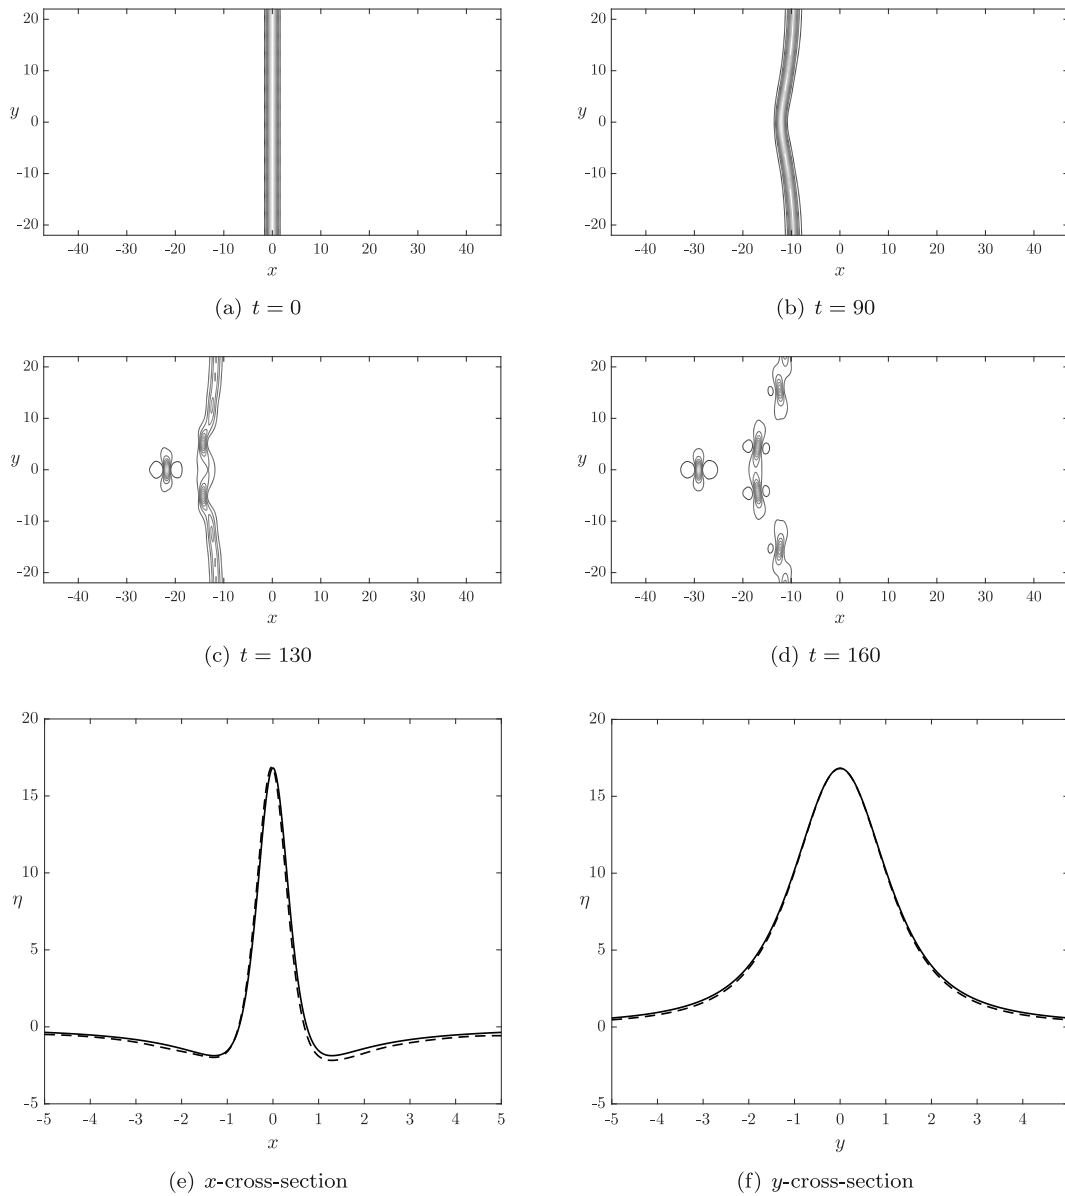 20
10
y 0
-10
-20
-40 -30 -20 -10 0 10 20 30 40
x
(a) t = 0
20
10
y 0
-10
-20
-40 -30 -20 -10 0 10 20 30 40
x
(b) t = 90
20
10
y 0
-10
-20
-40 -30 -20 -10 0 10 20 30 40
x
(c) t = 130
20
10
y 0
-10
-20
-40 -30 -20 -10 0 10 20 30 40
x
(d) t = 160
20
15
10
η
5
0
-5
-5 -4 -3 -2 -1 0 1 2 3 4 5
x
(e) x-cross-section
20
15
10
η
5
0
-5
-5 -4 -3 -2 -1 0 1 2 3 4
y
(f) y-cross-section